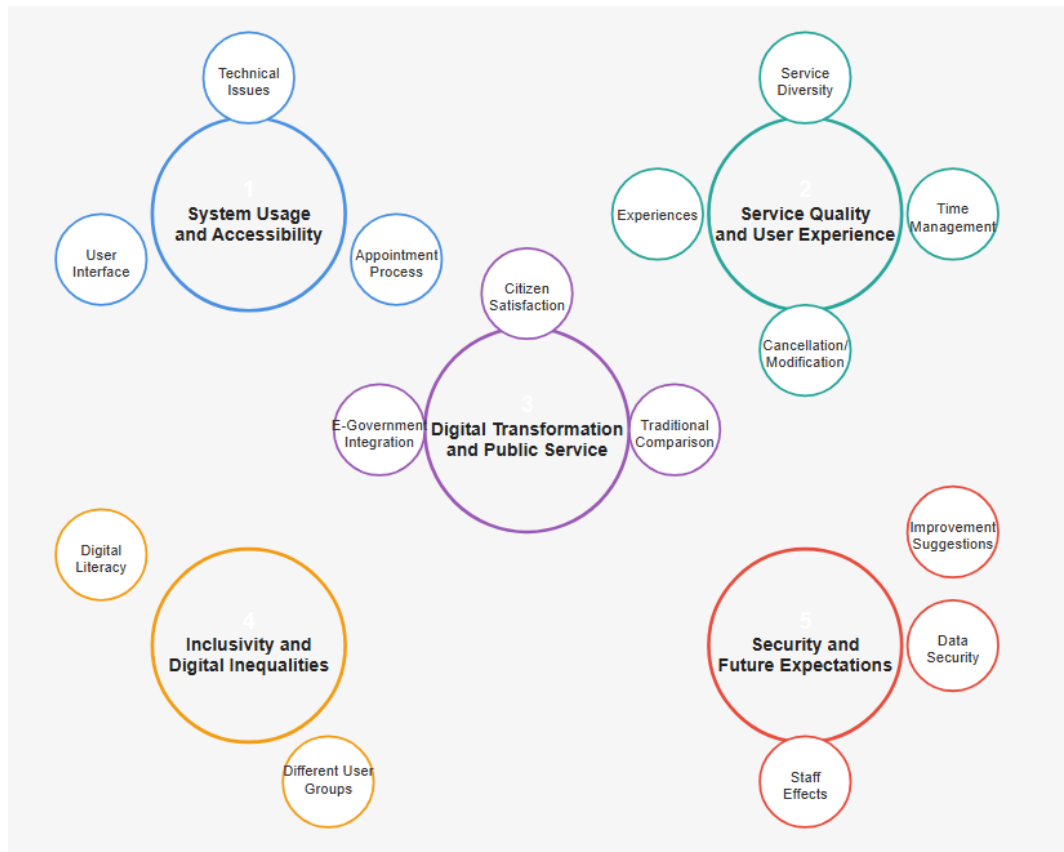 Technical
Issues
1
System Usage
and Accessibility
User
Interface
Appointment
Process
Service
Diversity
Experiences
2
Service Quality
and User Experience
Time
Management
Cancellation/
Modification
Citizen
Satisfaction
E-Government
Integration
3
Digital Transformation
and Public Service
Traditional
Comparison
Digital
Literacy
4
Inclusivity and
Digital Inequalities
Different User
Groups
Improvement
Suggestions
5
Security and
Future Expectations
Data
Security
Staff
Effects